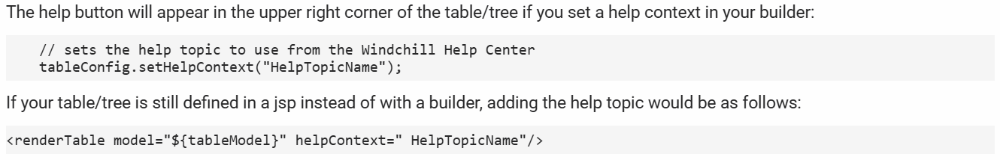 The help button will appear in the upper right corner of the table/tree if you set a help context in your builder:
// sets the help topic to use from the Windchill Help Center
tableConfig.setHelpContext("HelpTopicName");
If your table/tree is still defined in a jsp instead of with a builder, adding the help topic would be as follows:
<renderTable model="${tableModel}" helpContext=" HelpTopicName"/>